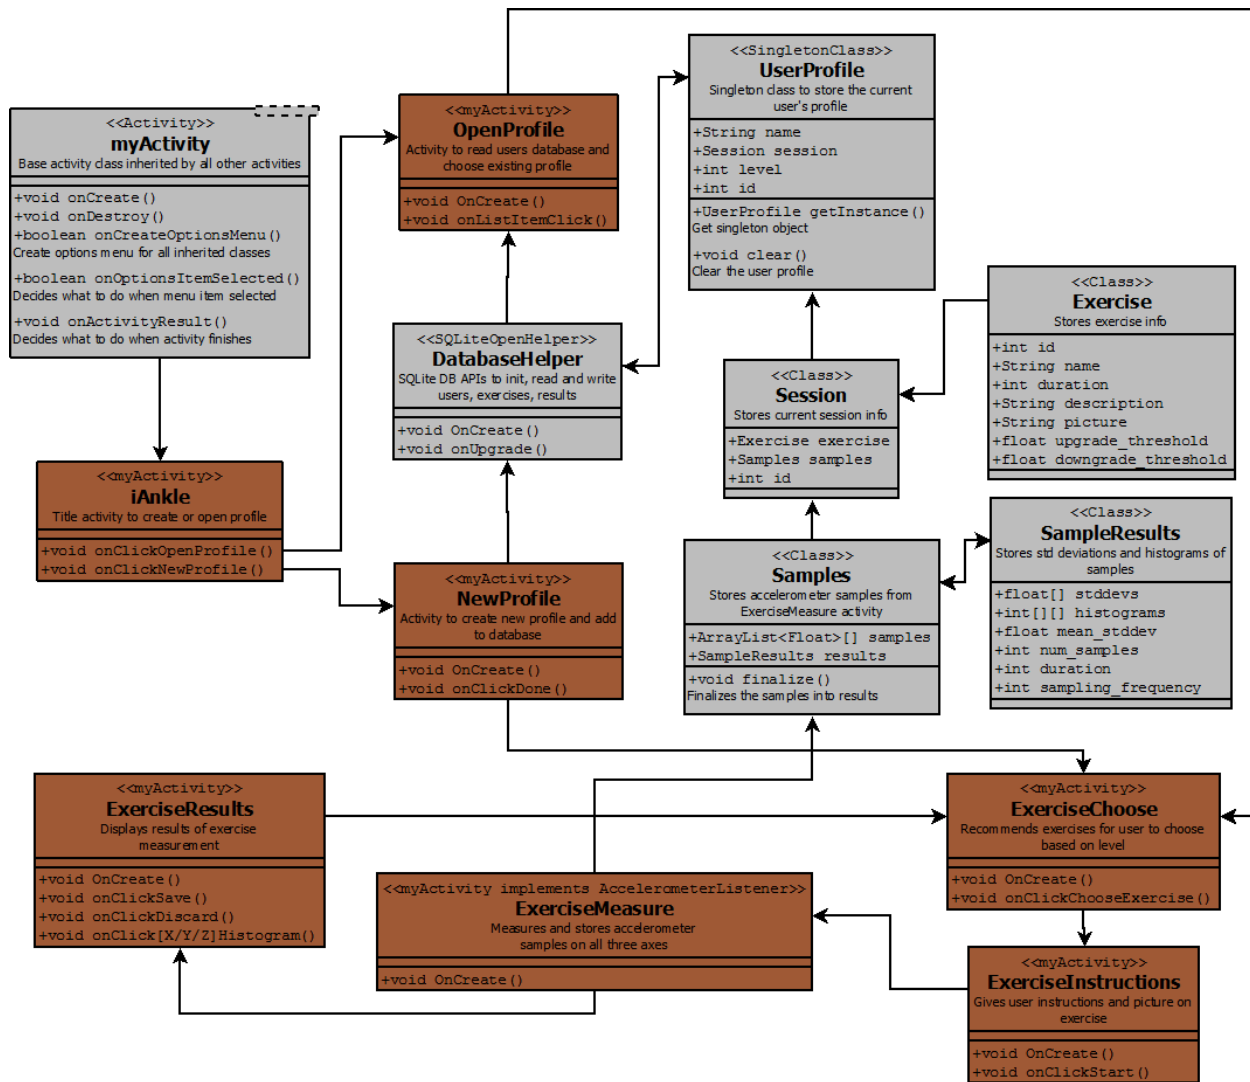 <<Activity>>
myActivity
Base activity class inherited by all other activities
+void onCreate()
+void onDestroy()
+boolean onCreateOptionsMenu()
Create options menu for all inherited classes
+boolean onOptionsItemSelected()
Decides what to do when menu item selected
+void onActivityResult()
Decides what to do when activity finishes
<<myActivity>>
OpenProfile
Activity to read users database and
choose existing profile
+void OnCreate()
+void onListItemClick()
<<SingletonClass>>
UserProfile
Singleton class to store the current
user's profile
+String name
+Session session
+int level
+int id
+UserProfile getInstance()
Get singleton object
+void clear()
Clear the user profile
<<Class>>
Exercise
Stores exercise info
+int id
+String name
+int duration
+String description
+String picture
+float upgrade_threshold
+float downgrade_threshold
<<SQLiteOpenHelper>>
DatabaseHelper
SQLite DB APIs to init, read and write
users, exercises, results
+void OnCreate()
+void onUpgrade()
<<Class>>
Session
Stores current session info
+Exercise exercise
+Samples samples
+int id
<<myActivity>>
iAnkle
Title activity to create or open profile
+void onClickOpenProfile()
+void onClickNewProfile()
<<myActivity>>
NewProfile
Activity to create new profile and add
to database
+void OnCreate()
+void onClickDone()
<<Class>>
Samples
Stores accelerometer samples from
ExerciseMeasure activity
+ArrayList<Float>[] samples
+SampleResults results
+void finalize()
Finalizes the samples into results
<<Class>>
SampleResults
Stores std deviations and histograms of
samples
+float[] stddevs
+int[][] histograms
+float mean_stddev
+int num_samples
+int duration
+int sampling_frequency
<<myActivity>>
ExerciseResults
Displays results of exercise
measurement
+void OnCreate()
+void onClickSave()
+void onClickDiscard()
+void onClick[X/Y/Z]Histogram()
<<myActivity implements AccelerometerListener>>
ExerciseMeasure
Measures and stores accelerometer
samples on all three axes
+void OnCreate()
<<myActivity>>
ExerciseChoose
Recommends exercises for user to choose
based on level
+void OnCreate()
+void onClickChooseExercise()
<<myActivity>>
ExerciseInstructions
Gives user instructions and picture on
exercise
+void OnCreate()
+void onClickStart()